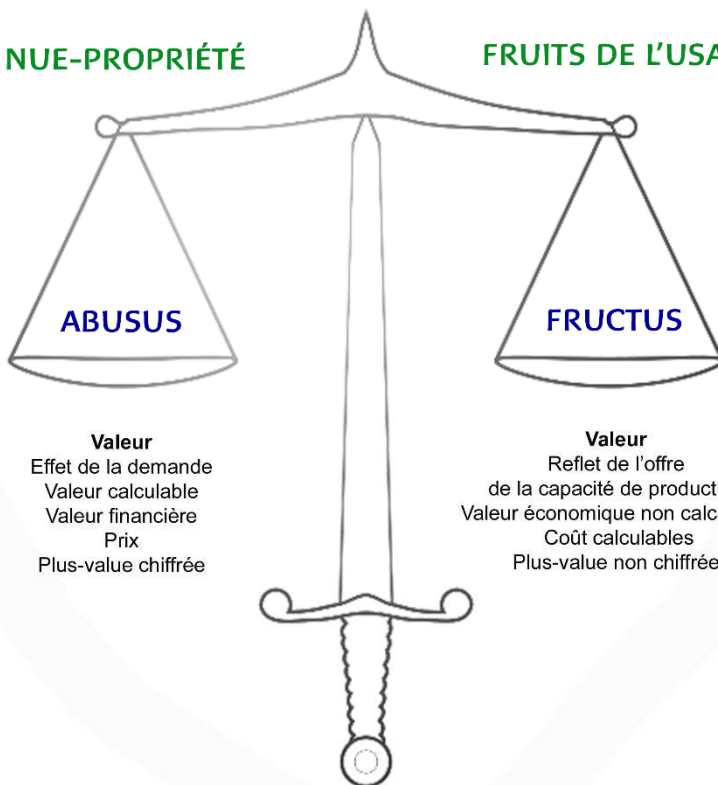 NUE-PROPRIÉTÉ
FRUITS DE L'USA
ABUSUS
FRUCTUS
Valeur
Effet de la demande
Valeur calculable
Valeur financière
Prix
Plus-value chiffrée
Valeur
Reflet de l'offre
de la capacité de product
Valeur économique non calc
Coût calculables
Plus-value non chiffrée